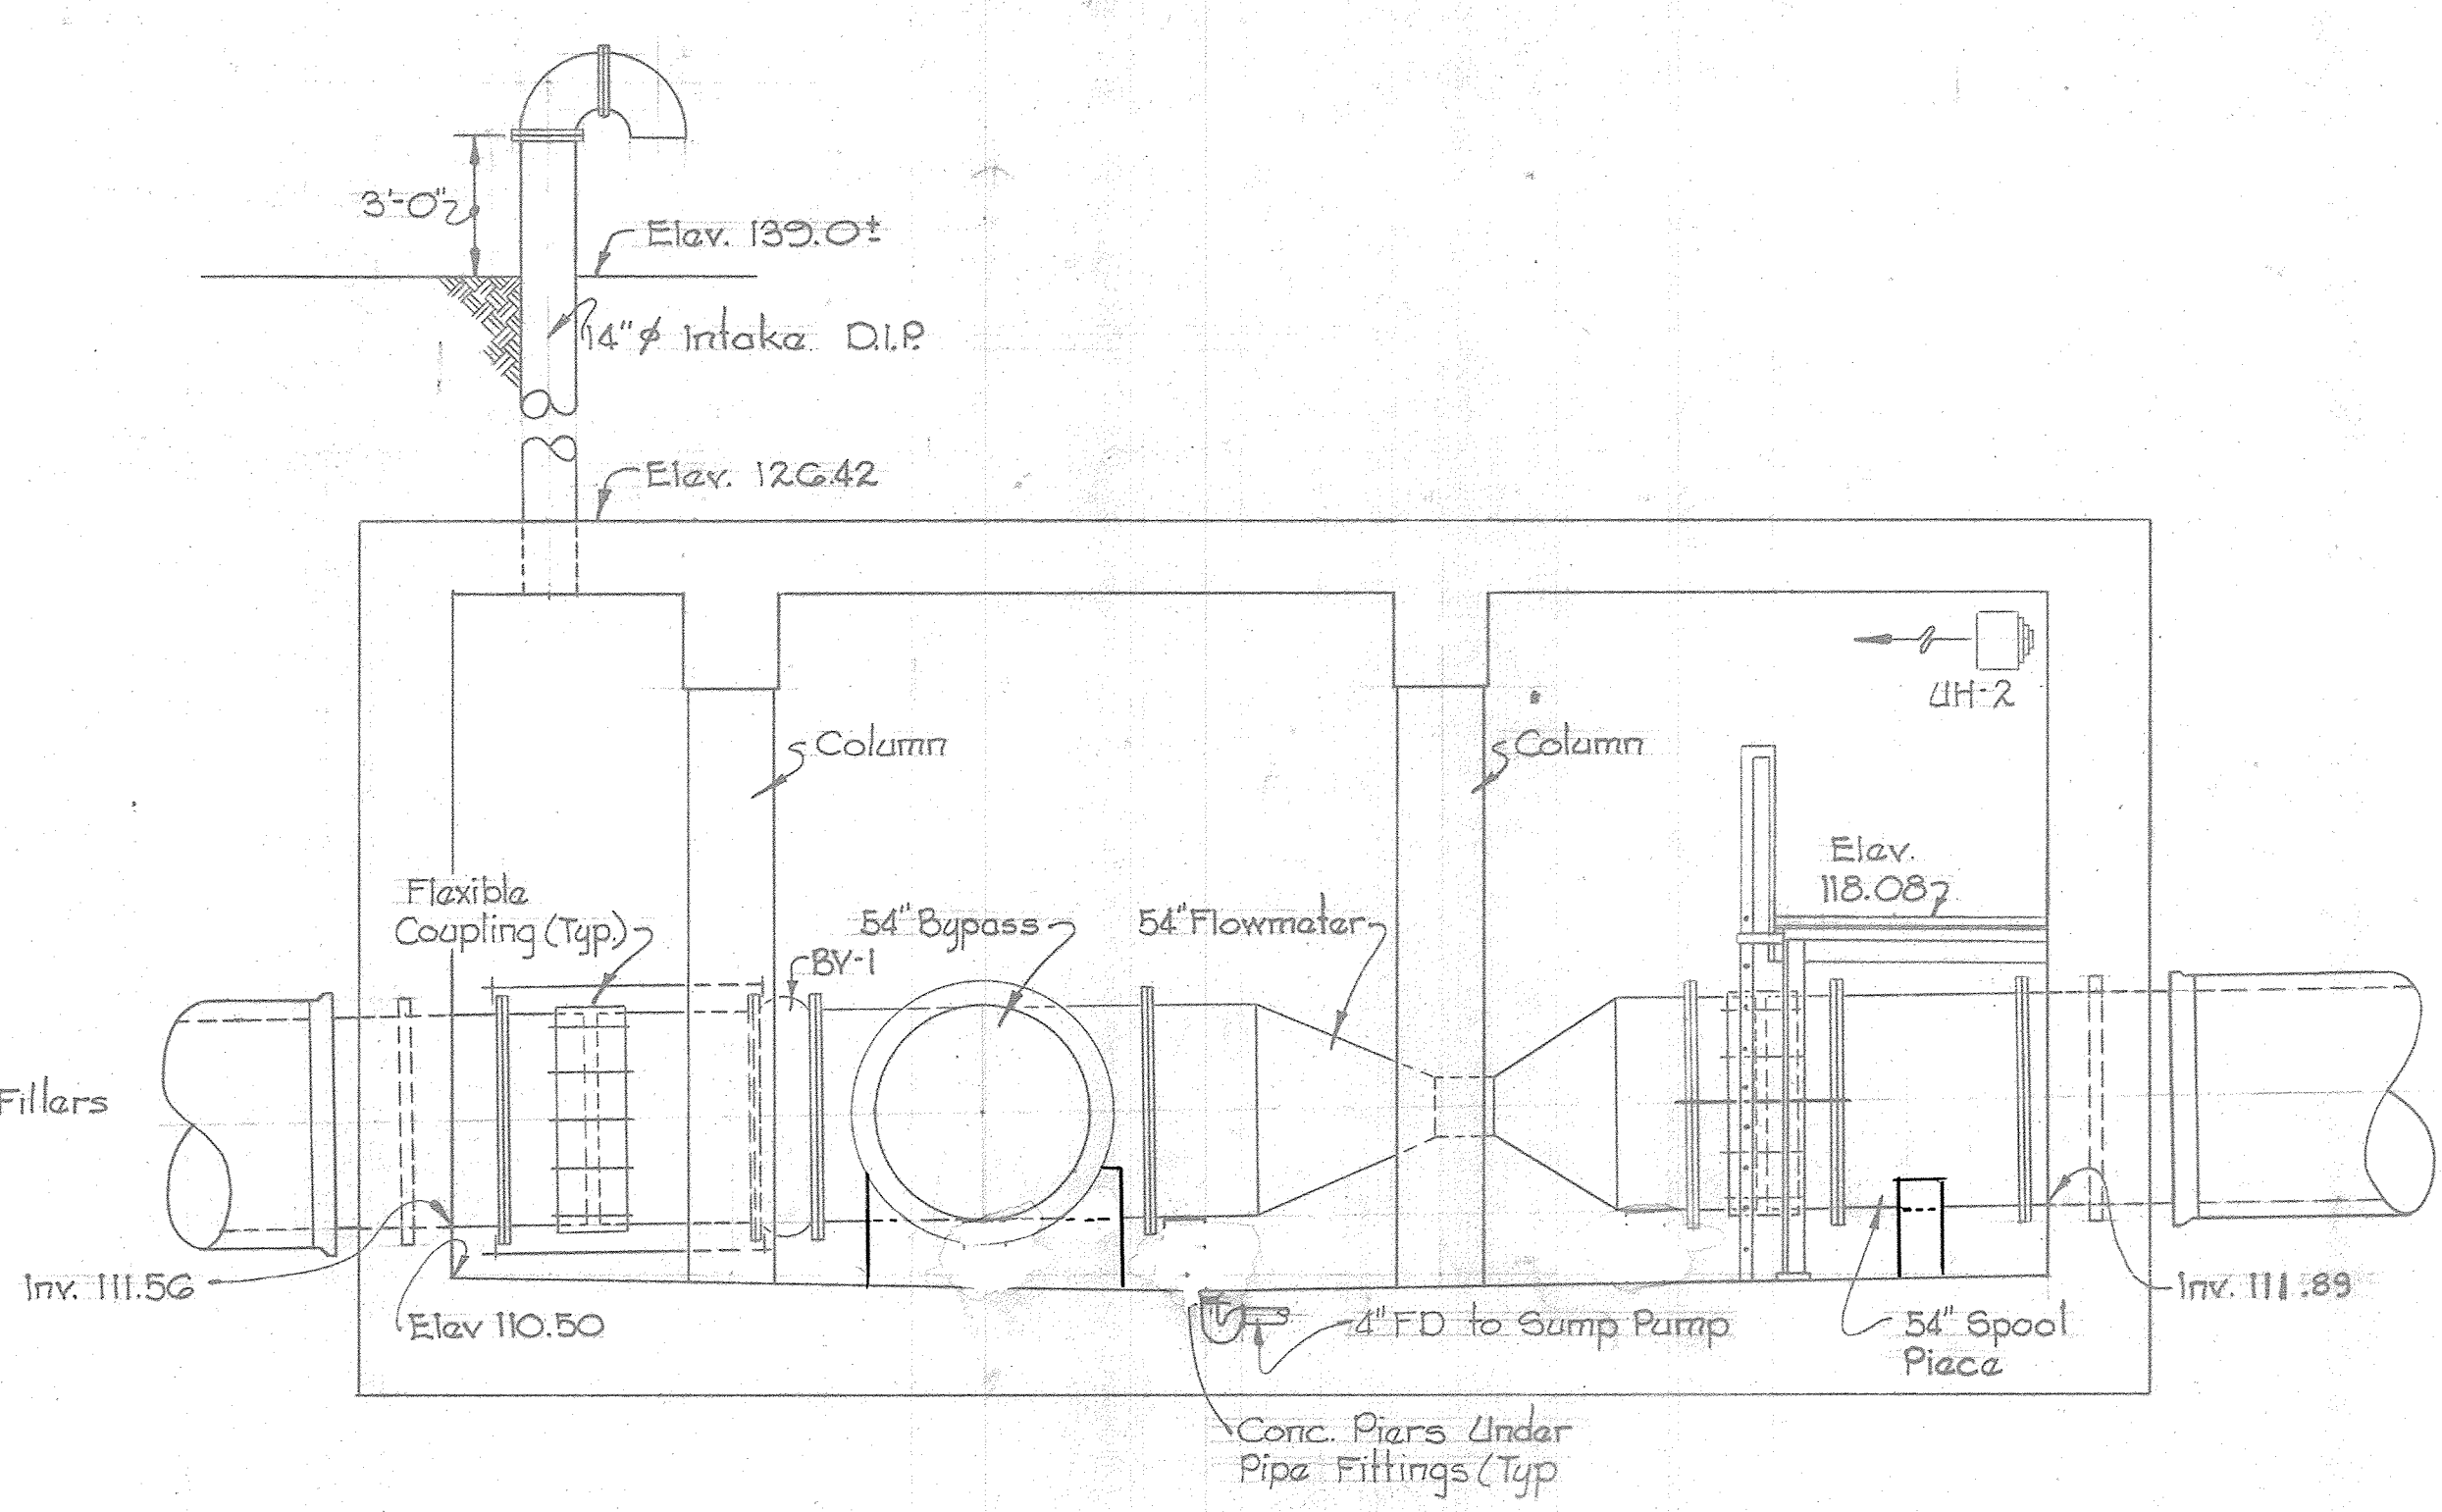 3'-0"
Elev. 139.0±
14"⌀ Intake D.I.P.
Elev. 126.42
UH-2
Column
Column
Elev.
118.08
Flexible
Coupling (Typ.)
54" Bypass
54" Flowmeter
BV-1
Fillers
Inv. 111.56
Elev 110.50
4" FD to Sump Pump
54" Spool
Piece
Inv. 111.89
Conc. Piers Under
Pipe Fittings (Typ